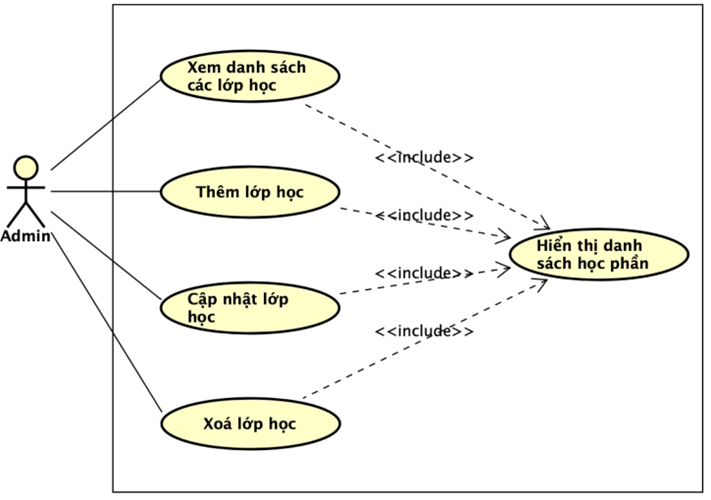 Xem danh sách
các lớp học
<<include>>
Thêm lớp học
<<include>>
Admin
Hiển thị danh
sách học phần
<<include>>
Cập nhật lớp
học
<<include>>
Xoá lớp học